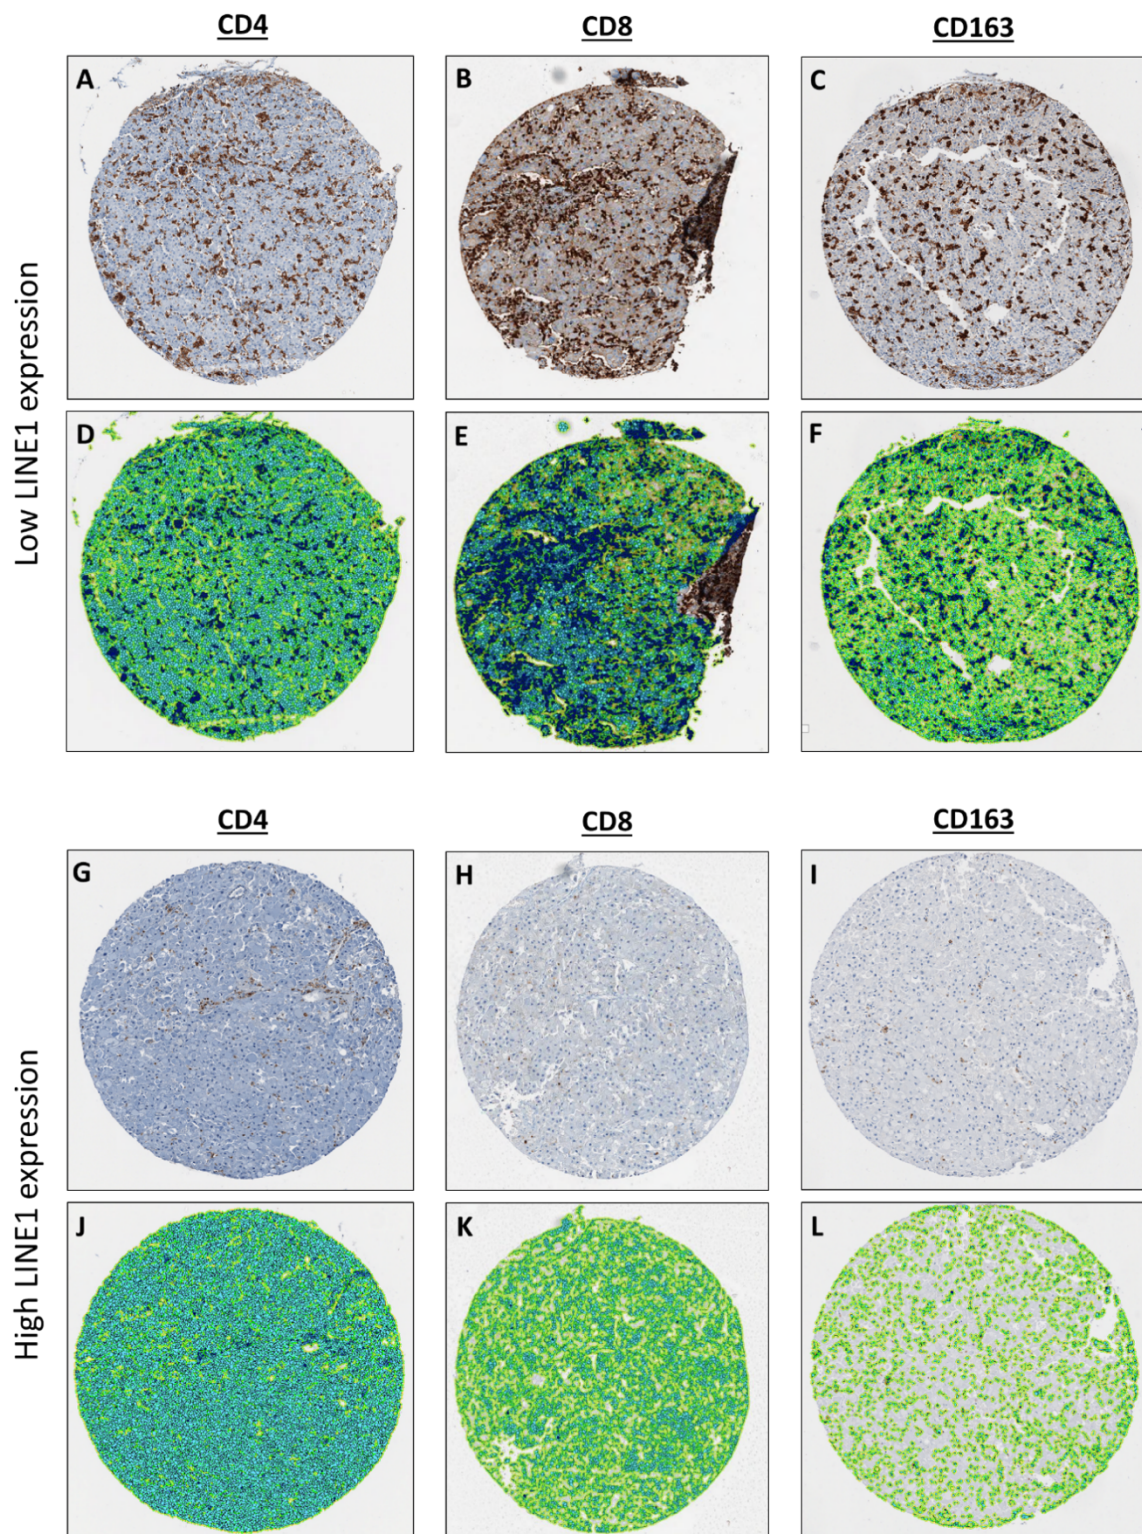 CD4 CD8 CD163
A B C
Low LINE1 expression
D E F
CD4 CD8 CD163
G H I
High LINE1 expression
J K L